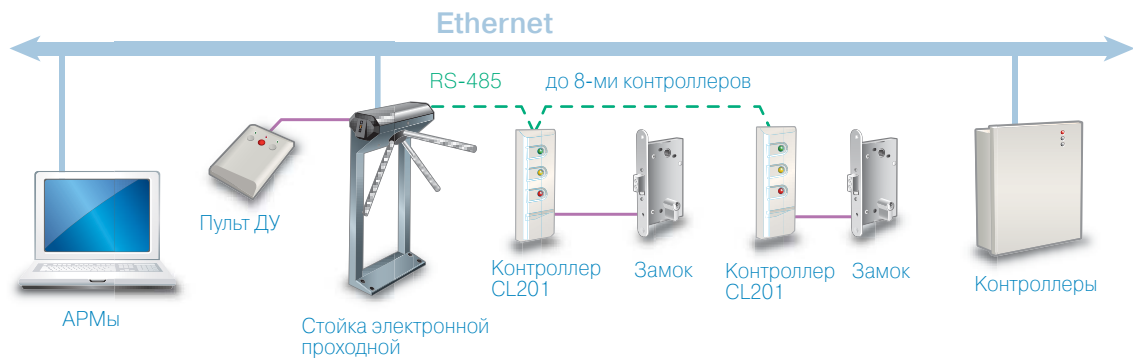 Ethernet
RS-485
до 8-ми контроллеров
Пульт ДУ
Контроллер
CL201
Замок
Контроллер
CL201
Замок
Контроллеры
АРМы
Стойка электронной
проходной